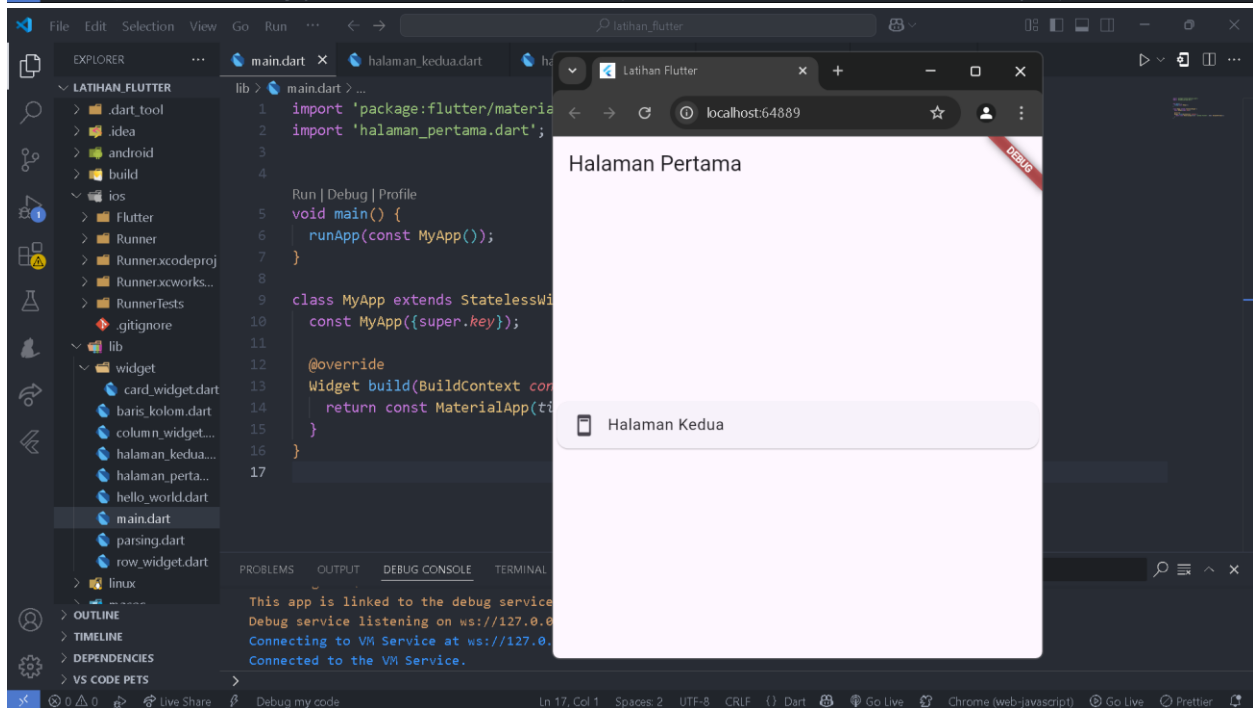 File Edit Selection View Go Run ··· latihan_flutter
EXPLORER ···
LATIHAN_FLUTTER
.dart_tool
.idea
android
build
ios
Flutter
Runner
Runner.xcodeproj
Runner.xcworks...
RunnerTests
.gitignore
lib
widget
card_widget.dart
baris_kolom.dart
column_widget....
halaman_kedua....
halaman_perta...
hello_world.dart
main.dart
parsing.dart
row_widget.dart
linux
OUTLINE
TIMELINE
DEPENDENCIES
VS CODE PETS
main.dart halaman_kedua.dart ha
lib > main.dart > ...
1 import 'package:flutter/materia
2 import 'halaman_pertama.dart';
3
4
Run | Debug | Profile
5 void main() {
6 runApp(const MyApp());
7 }
8
9 class MyApp extends StatelessWi
10 const MyApp({super.key});
11
12 @override
13 Widget build(BuildContext con
14 return const MaterialApp(ti
15 }
16 }
17
PROBLEMS OUTPUT DEBUG CONSOLE TERMINAL
This app is linked to the debug service
Debug service listening on ws://127.0.0
Connecting to VM Service at ws://127.0.
Connected to the VM Service.
>
Latihan Flutter
localhost:64889
Halaman Pertama
DEBUG
Halaman Kedua
1
0 0 0 Live Share Debug my code Ln 17, Col 1 Spaces: 2 UTF-8 CRLF {} Dart Go Live Chrome (web-javascript) Go Live Prettier